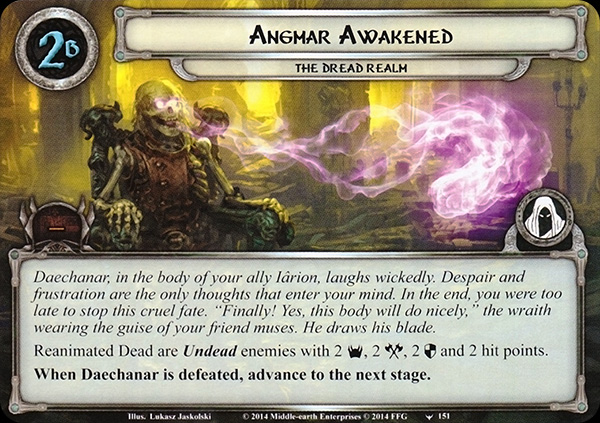 2B
ANGMAR AWAKENED
THE DREAD REALM
–
Daechanar, in the body of your ally Iârion, laughs wickedly. Despair and
frustration are the only thoughts that enter your mind. In the end, you were too
late to stop this cruel fate. “Finally! Yes, this body will do nicely,” the wraith
wearing the guise of your friend muses. He draws his blade.
Reanimated Dead are Undead enemies with 2 , 2 , 2 and 2 hit points.
When Daechanar is defeated, advance to the next stage.
Illus. Lukasz Jaskolski © 2014 Middle-earth Enterprises © 2014 FFG 151